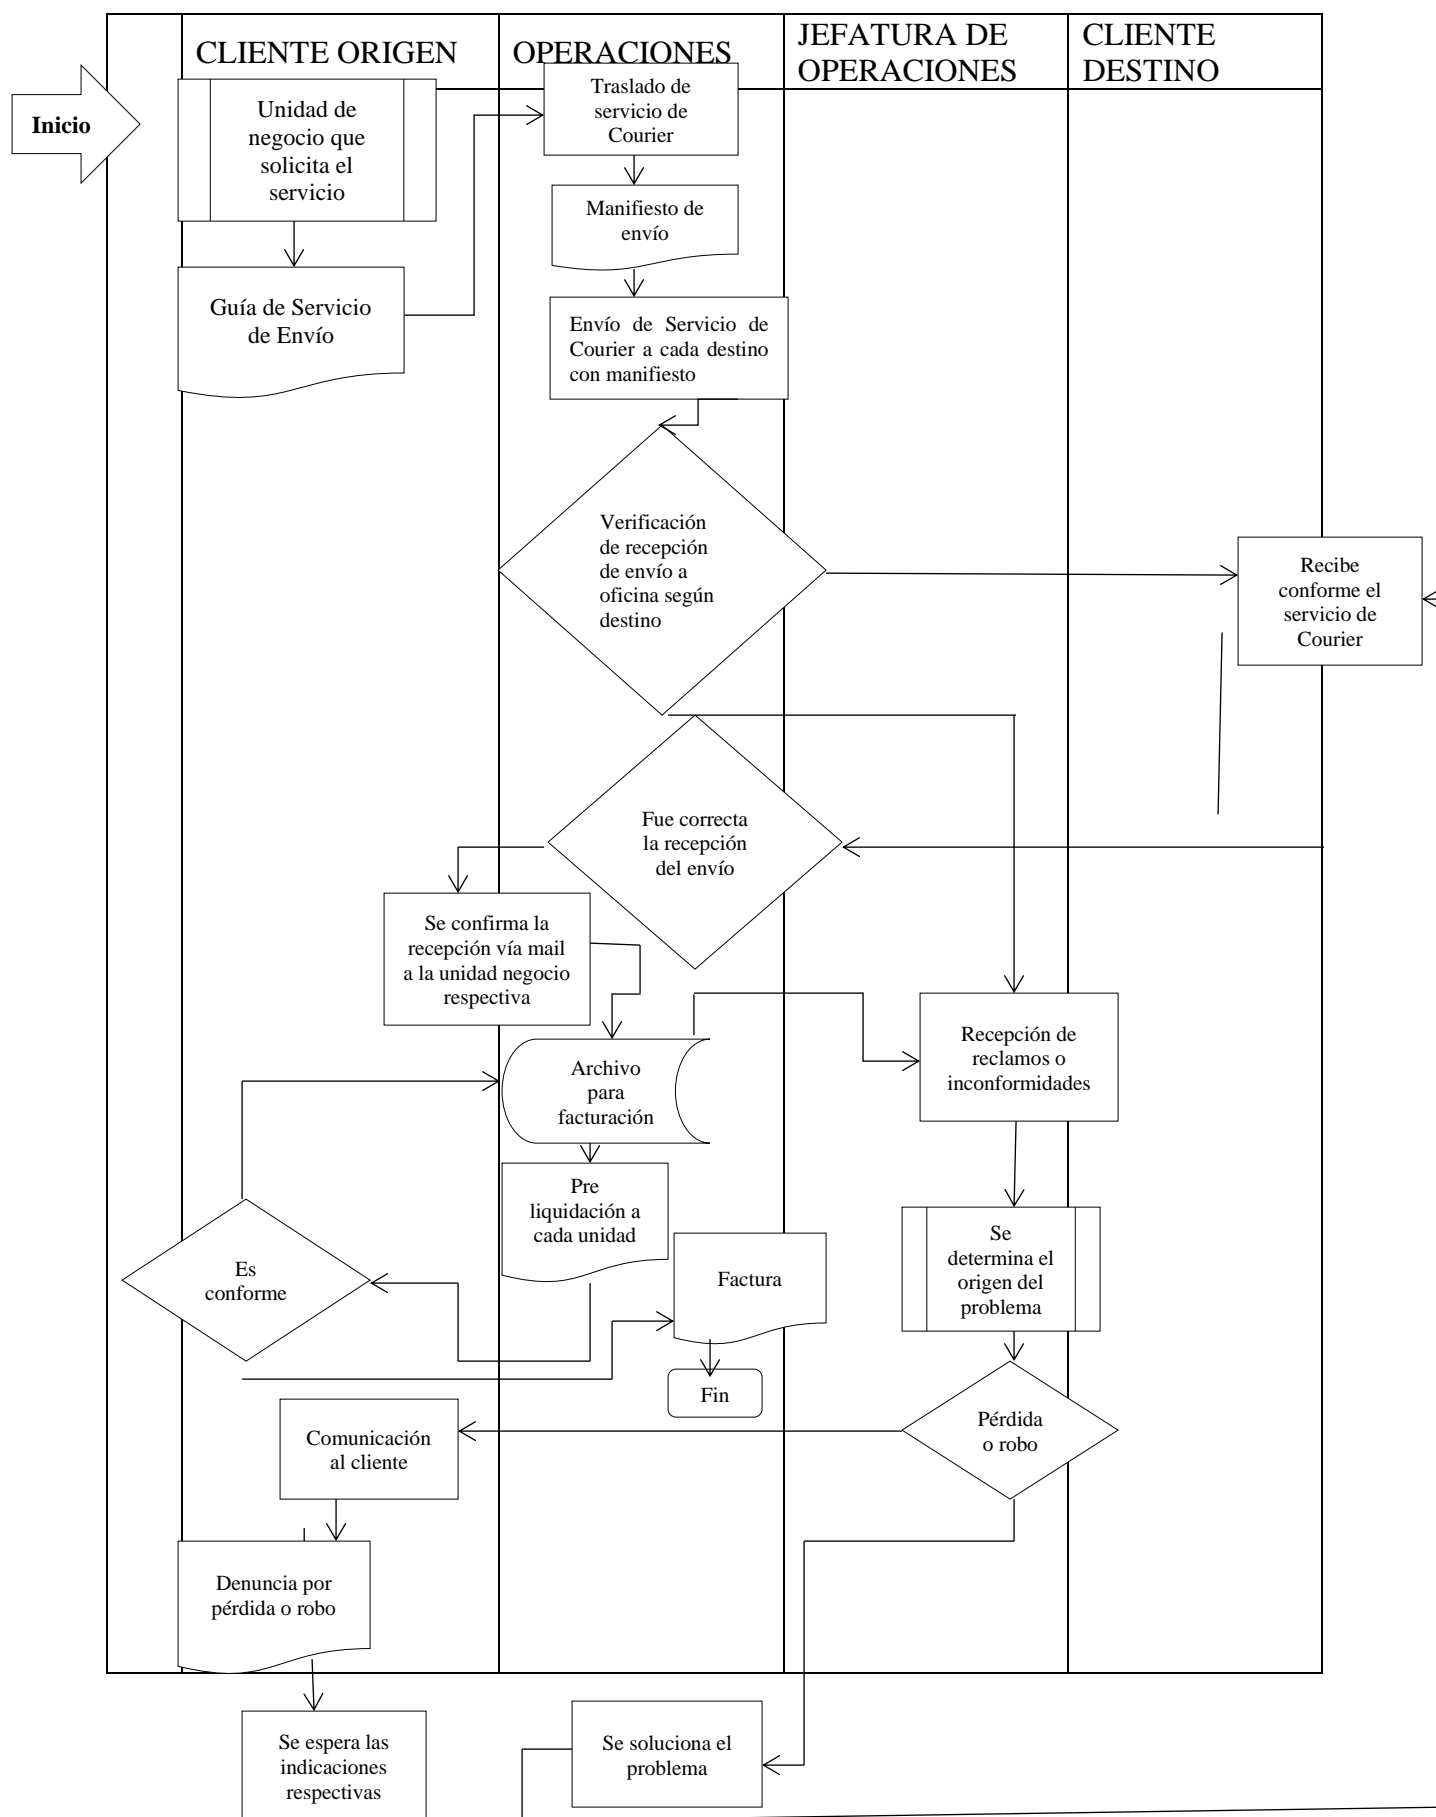 CLIENTE ORIGEN
OPERACIONES
JEFATURA DE
OPERACIONES
CLIENTE
DESTINO
Inicio
Unidad de
negocio que
solicita el
servicio
Traslado de
servicio de
Courier
Manifiesto de
envío
Guía de Servicio
de Envío
Envío de Servicio de
Courier a cada destino
con manifiesto
Verificación
de recepción
de envío a
oficina según
destino
Recibe
conforme el
servicio de
Courier
Fue correcta
la recepción
del envío
Se confirma la
recepción vía mail
a la unidad negocio
respectiva
Recepción de
reclamos o
inconformidades
Archivo
para
facturación
Pre
liquidación a
cada unidad
Se
determina el
origen del
problema
Es
conforme
Factura
Fin
Pérdida
o robo
Comunicación
al cliente
Denuncia por
pérdida o robo
Se espera las
indicaciones
respectivas
Se soluciona el
problema